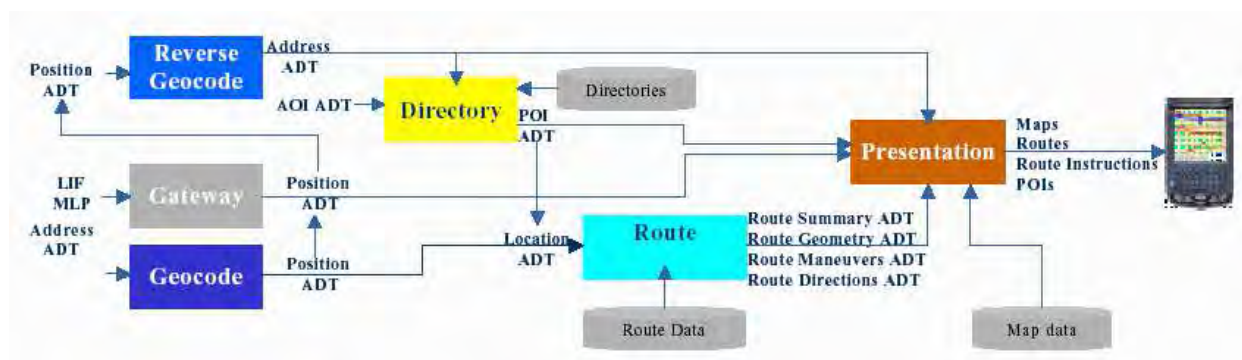 Reverse
Geocode
Address
ADT
Position
ADT
AOI ADT
Directory
Directories
POI
ADT
Presentation
Maps
Routes
Route Instructions
POIs
LIF
MLP
Gateway
Position
ADT
Address
ADT
Geocode
Position
ADT
Location
ADT
Route
Route Summary ADT
Route Geometry ADT
Route Maneuvers ADT
Route Directions ADT
Route Data
Map data